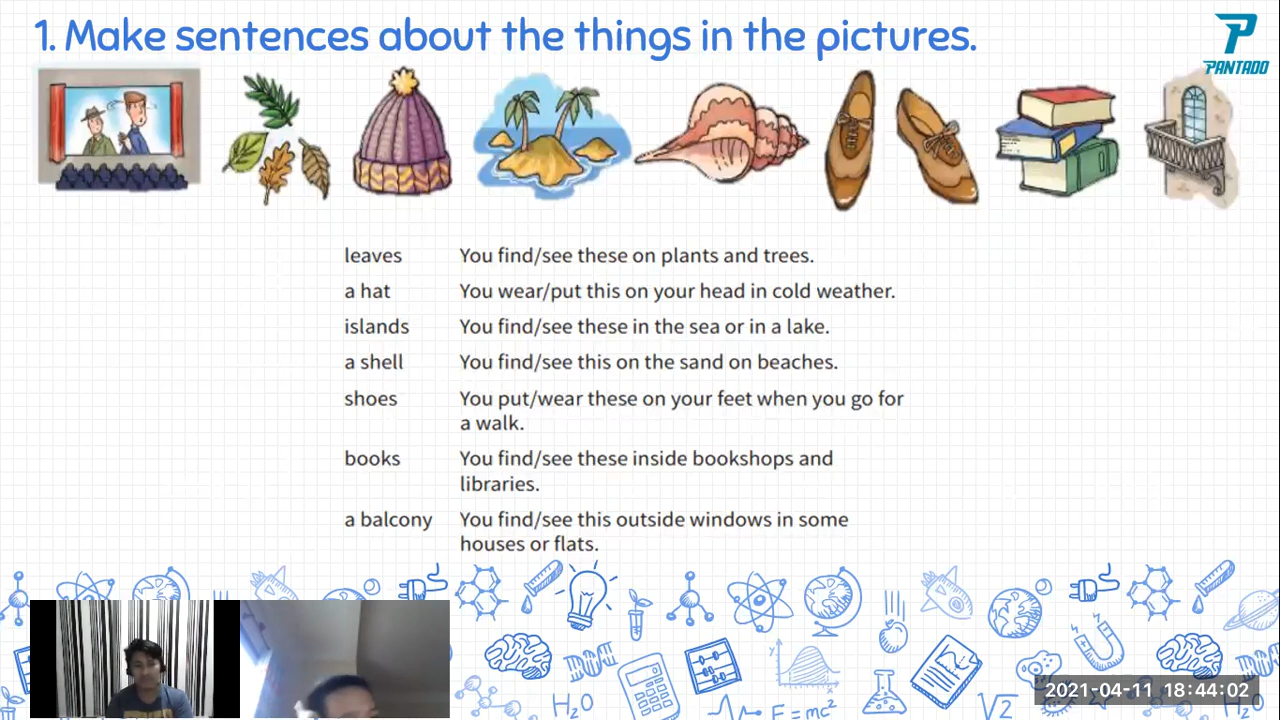 1. Make sentences about the things in the pictures.
PANTADO
leaves You find/see these on plants and trees.
a hat You wear/put this on your head in cold weather.
islands You find/see these in the sea or in a lake.
a shell You find/see this on the sand on beaches.
shoes You put/wear these on your feet when you go for
a walk.
books You find/see these inside bookshops and
libraries.
a balcony You find/see this outside windows in some
houses or flats.
2021-04-11 18:44:02
H₂O
E=mc²
√2
H₂O